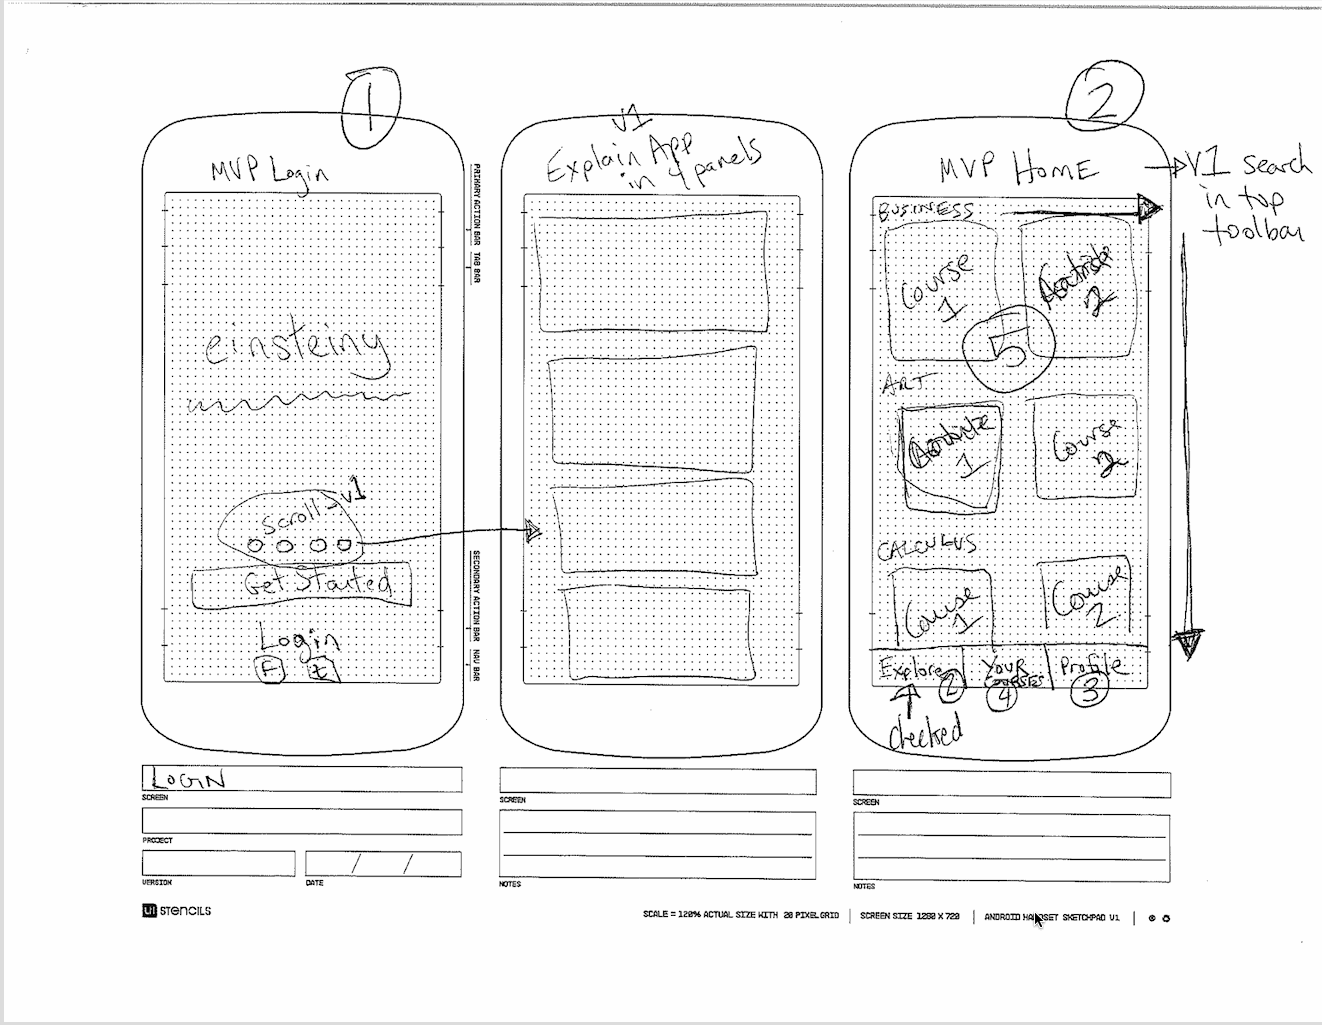 1
MVP Login
einsteiny
Scroll
v1
Get Started
Login
F
PRIMARY ACTION BAR TAB BAR
SECONDARY ACTION BAR NAV BAR
LOGIN
SCREEN
PROJECT
/ /
VERSION
DATE
v1
Explain App
in 4 panels
SCREEN
NOTES
2
MVP HOME
V1 search
in top
toolbar
BUSINESS
Course
1
2
5
ART
1
Course
2
CALCULUS
Course
1
Course
2
Explore
2
YOUR
COURSES
4
Profile
3
checked
SCREEN
NOTES
UI STENCILS
SCALE = 120% ACTUAL SIZE WITH 20 PIXEL GRID
SCREEN SIZE 1280 X 720
ANDROID HANDSET SKETCHPAD V1